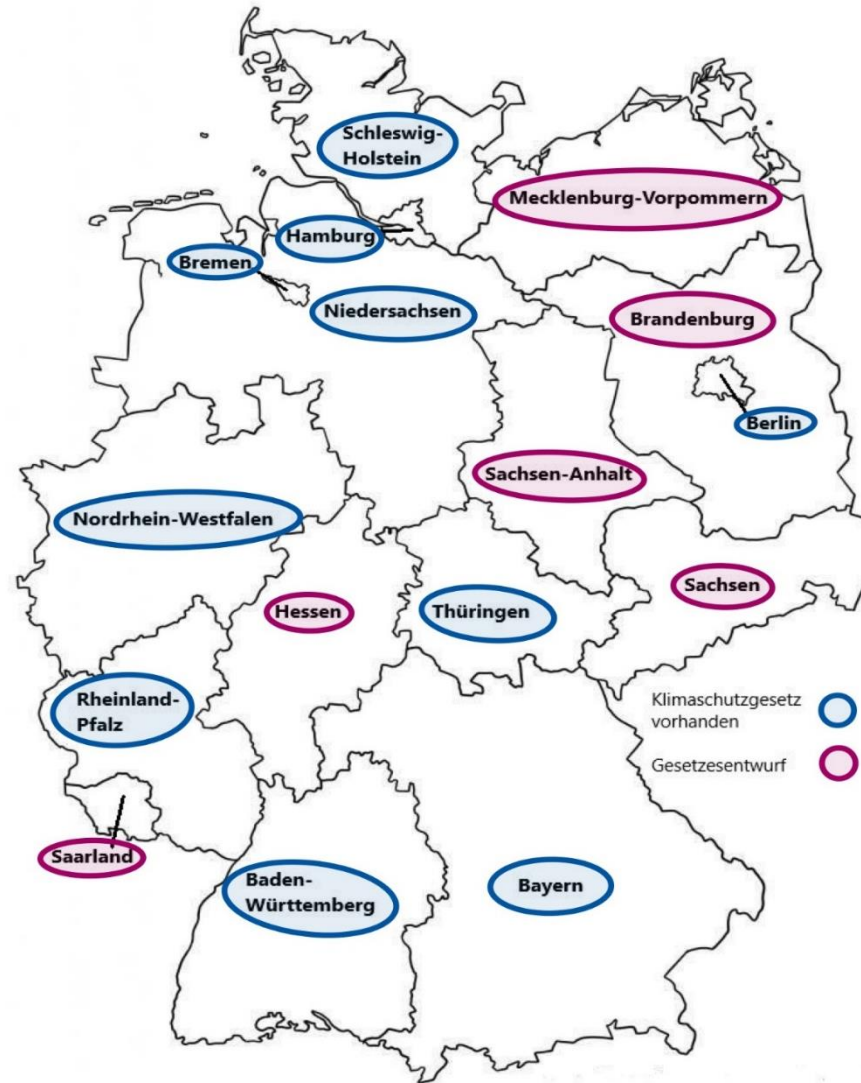 Schleswig-
Holstein
Mecklenburg-Vorpommern
Hamburg
Bremen
Niedersachsen
Brandenburg
Berlin
Sachsen-Anhalt
Nordrhein-Westfalen
Sachsen
Hessen
Thüringen
Rheinland-
Pfalz
Klimaschutzgesetz
vorhanden
Gesetzesentwurf
Saarland
Baden-
Württemberg
Bayern